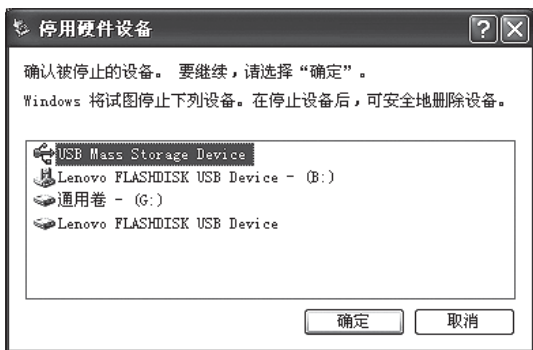 停用硬件设备
确认被停止的设备。 要继续，请选择“确定”。
Windows 将试图停止下列设备。在停止设备后，可安全地删除设备。
USB Mass Storage Device
Lenovo FLASHDISK USB Device - (B:)
通用卷 - (G:)
Lenovo FLASHDISK USB Device
确定 取消